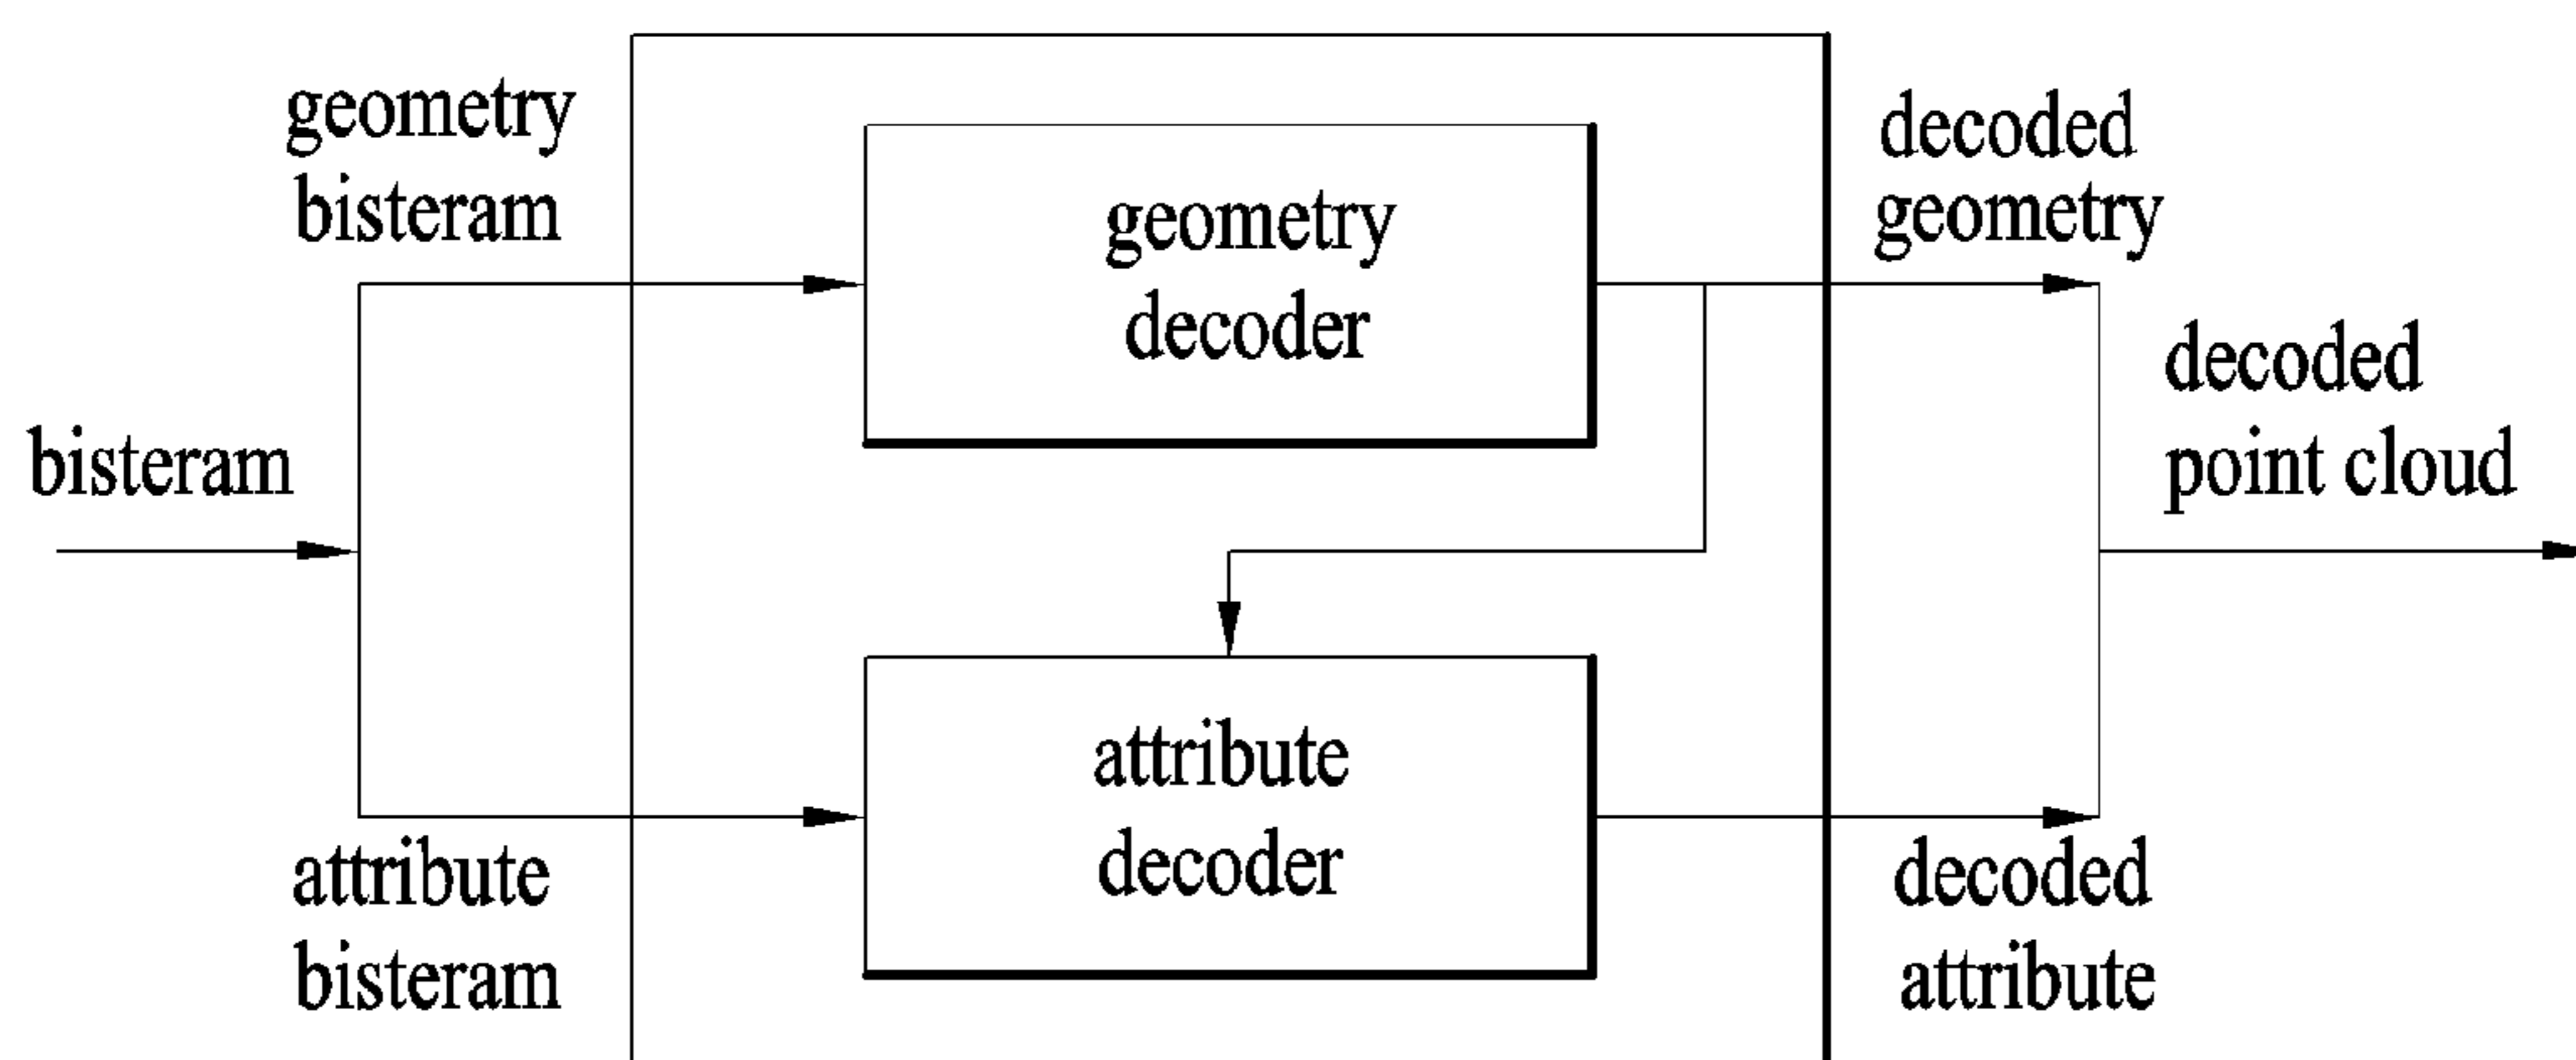 geometry
bisteram
bisteram
attribute
bisteram
geometry
decoder
attribute
decoder
decoded
geometry
decoded
point cloud
decoded
attribute